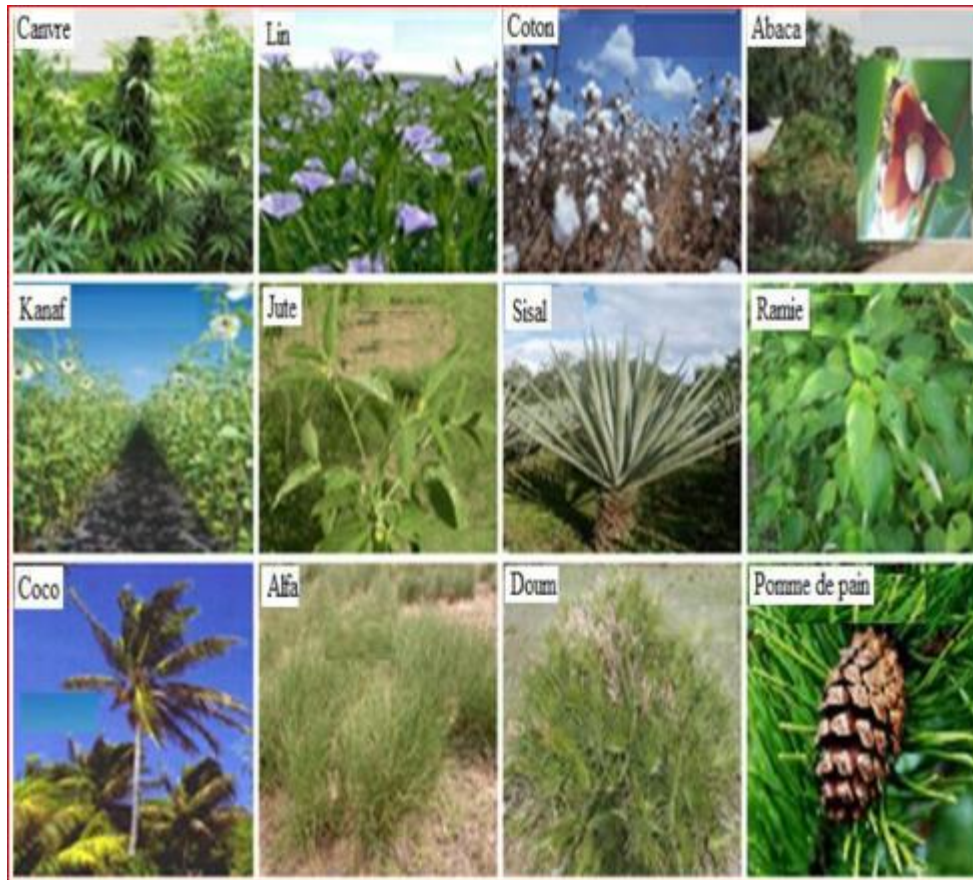 Canvre
Lin
Coton
Abaca
Kanaf
Jute
Sisal
Ramie
Coco
Alfa
Doum
Pomme de pain